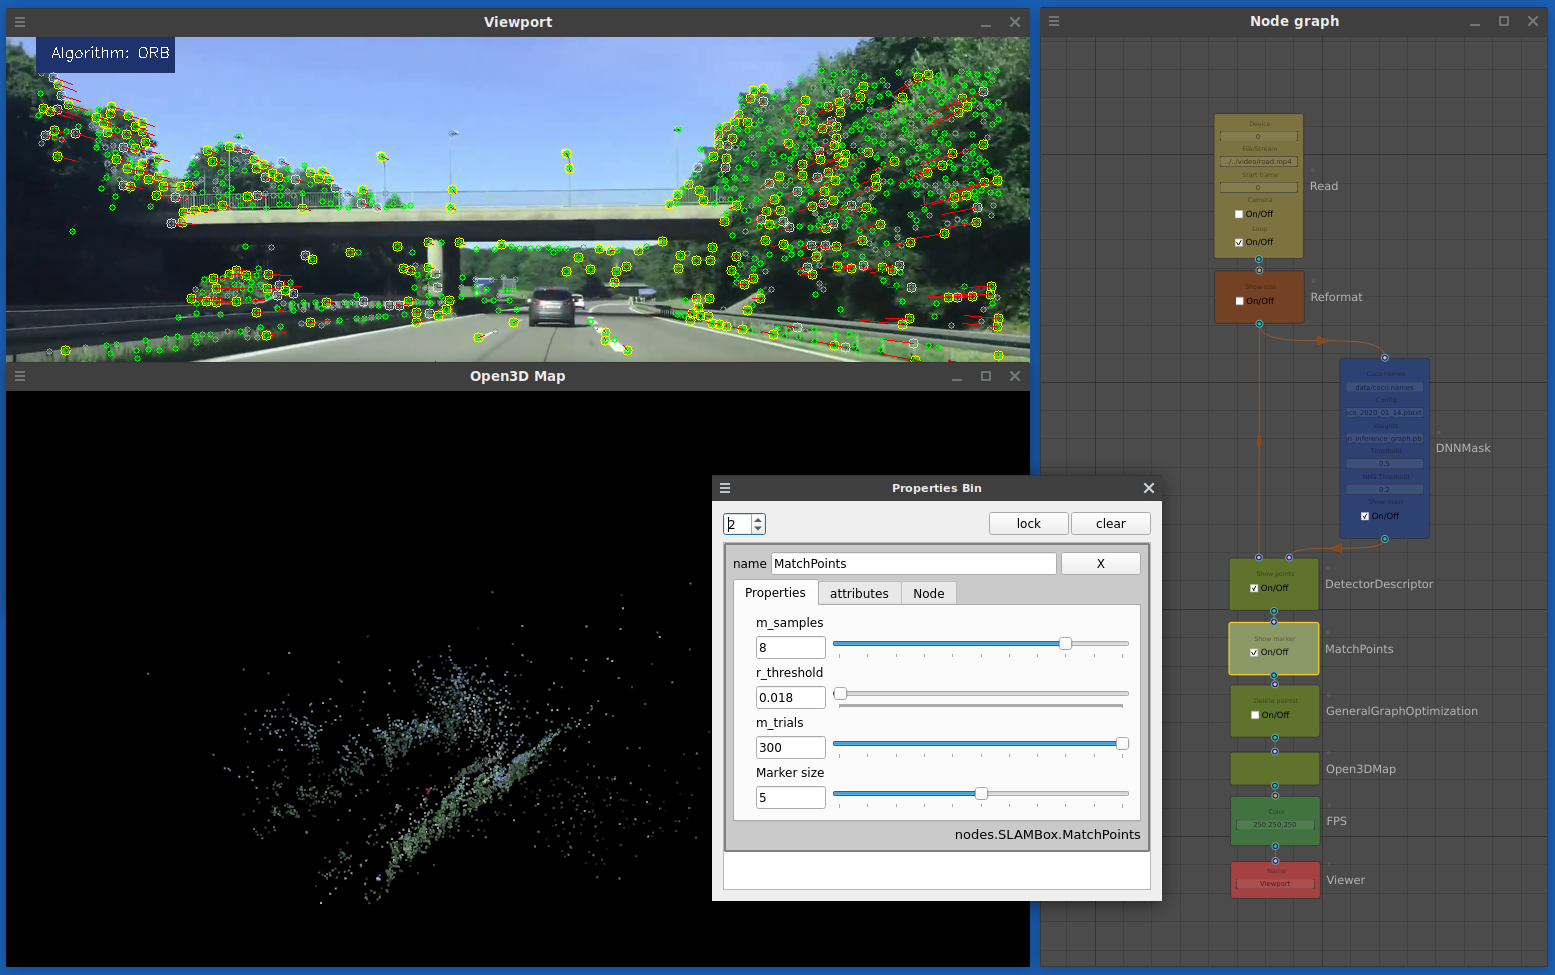 Viewport
Algorithm: ORB
Open3D Map
Node graph
Device
0
File/Stream
../../video/road.mp4
Start frame
0
Camera
On/Off
Loop
On/Off
Read
Show size
On/Off
Reformat
Coco names
data/coco.names
Config
oco_2020_01_14.pbtxt
Weights
n_inference_graph.pb
Threshold
0.5
NMS Threshold
0.2
Show mask
On/Off
DNNMask
Show points
On/Off
DetectorDescriptor
Show marker
On/Off
MatchPoints
Delete pointst
On/Off
GeneralGraphOptimization
Open3DMap
Color
250,250,250
FPS
Name
Viewport
Viewer
Properties Bin
2
lock
clear
name
MatchPoints
X
Properties
attributes
Node
m_samples
8
r_threshold
0.018
m_trials
300
Marker size
5
nodes.SLAMBox.MatchPoints